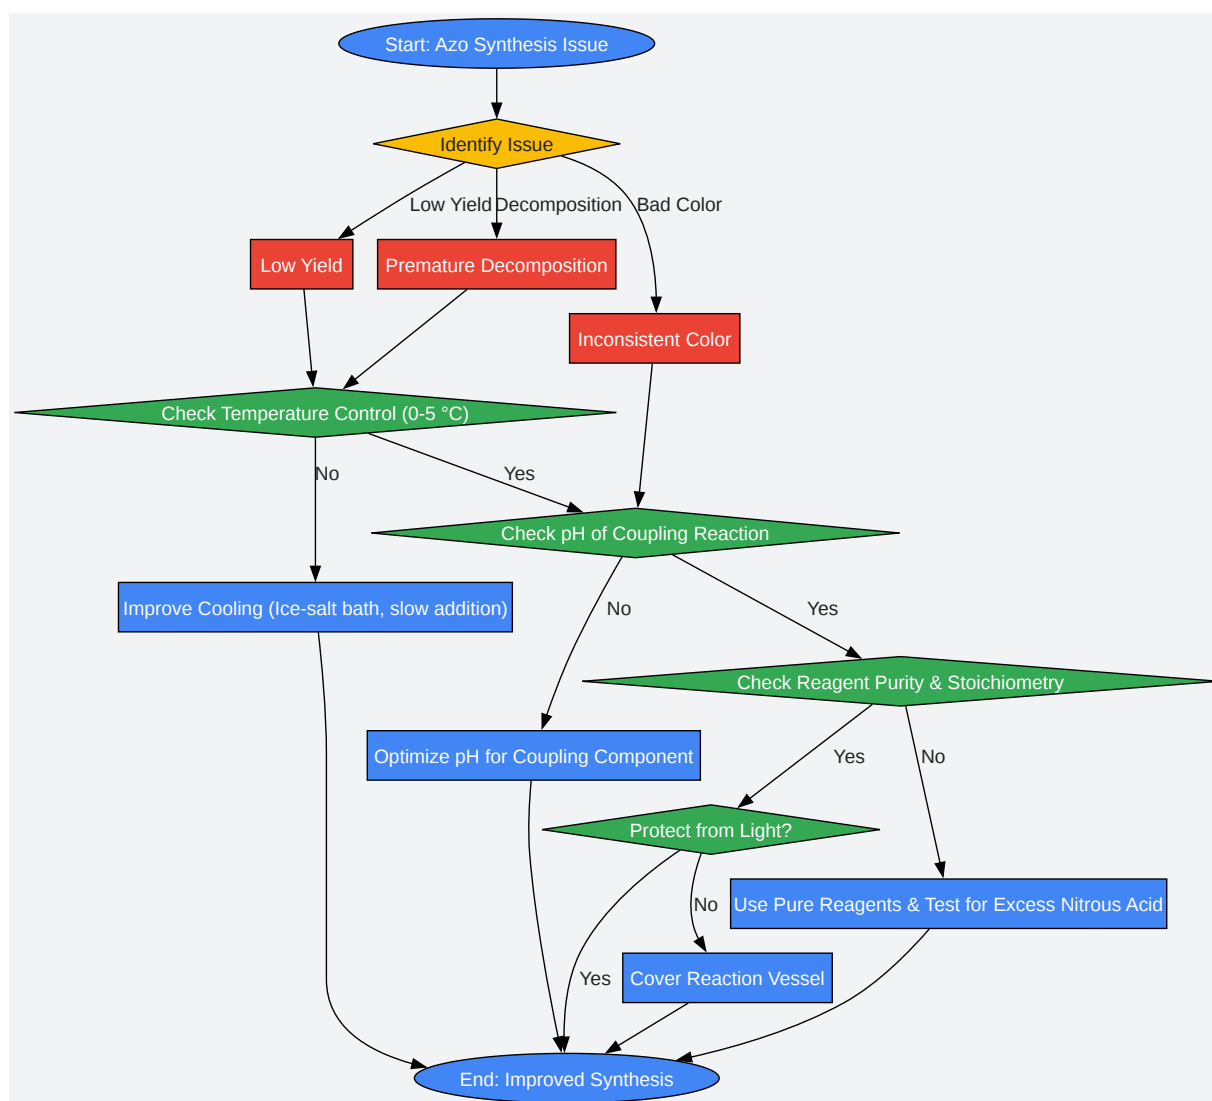 Start: Azo Synthesis Issue
Identify Issue
Low Yield
Decomposition
Bad Color
Low Yield
Premature Decomposition
Inconsistent Color
Check Temperature Control (0-5 °C)
No
Yes
Check pH of Coupling Reaction
Improve Cooling (Ice-salt bath, slow addition)
No
Yes
Check Reagent Purity & Stoichiometry
Optimize pH for Coupling Component
Yes
No
Protect from Light?
No
Use Pure Reagents & Test for Excess Nitrous Acid
Yes
Cover Reaction Vessel
End: Improved Synthesis